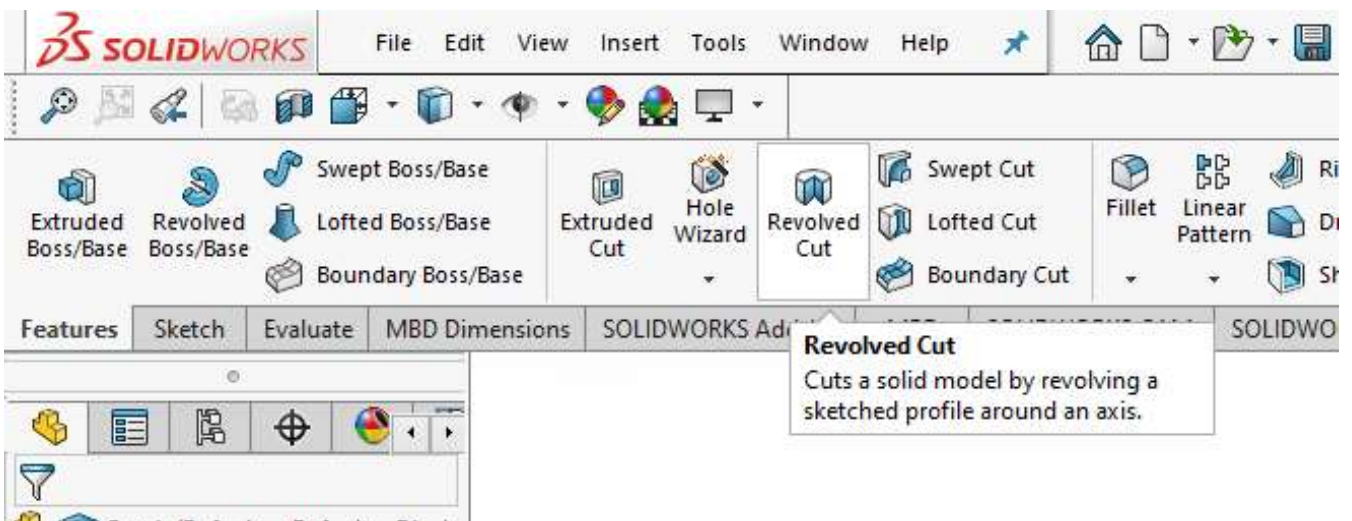 SOLIDWORKS File Edit View Insert Tools Window Help
Extruded Boss/Base
Revolved Boss/Base
Swept Boss/Base
Lofted Boss/Base
Boundary Boss/Base
Extruded Cut
Hole Wizard
Revolved Cut
Swept Cut
Lofted Cut
Boundary Cut
Fillet
Linear Pattern
Features Sketch Evaluate MBD Dimensions SOLIDWORKS
Revolved Cut
Cuts a solid model by revolving a
sketched profile around an axis.